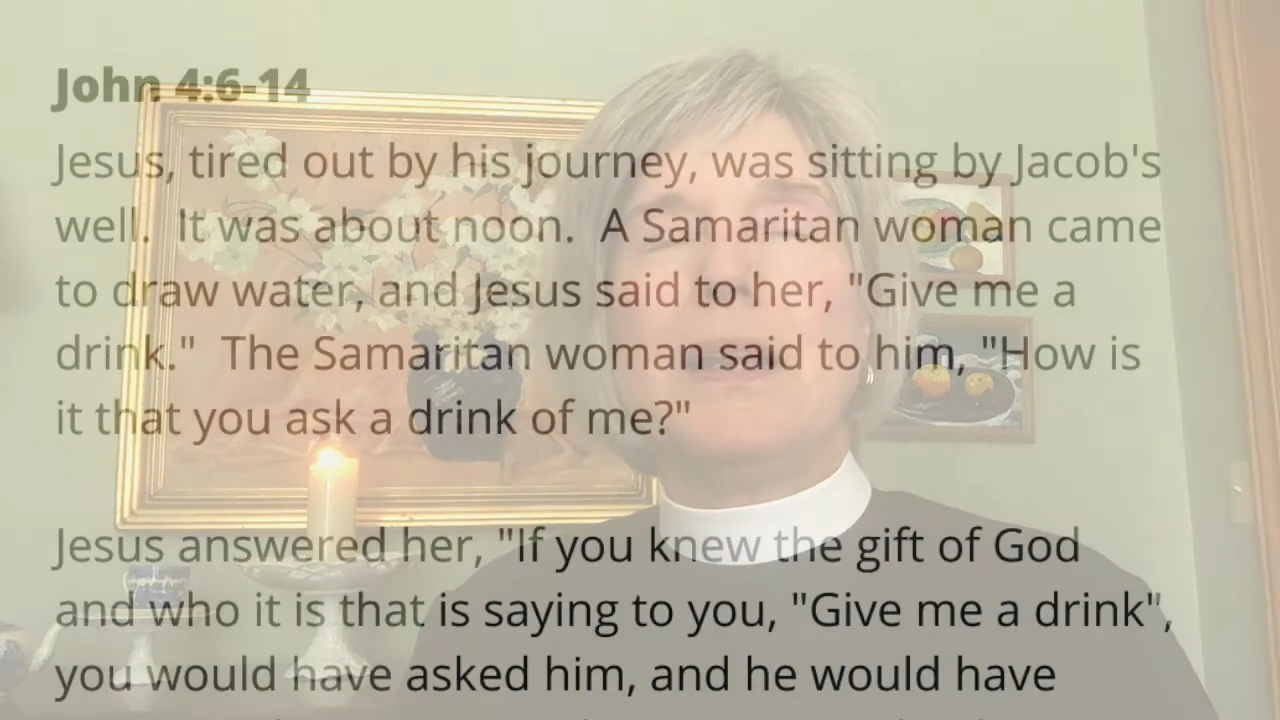 John 4:6-14
Jesus, tired out by his journey, was sitting by Jacob's
well.  It was about noon.  A Samaritan woman came
to draw water, and Jesus said to her, "Give me a
drink."  The Samaritan woman said to him, "How is
it that you ask a drink of me?"
Jesus answered her, "If you knew the gift of God
and who it is that is saying to you, "Give me a drink",
you would have asked him, and he would have